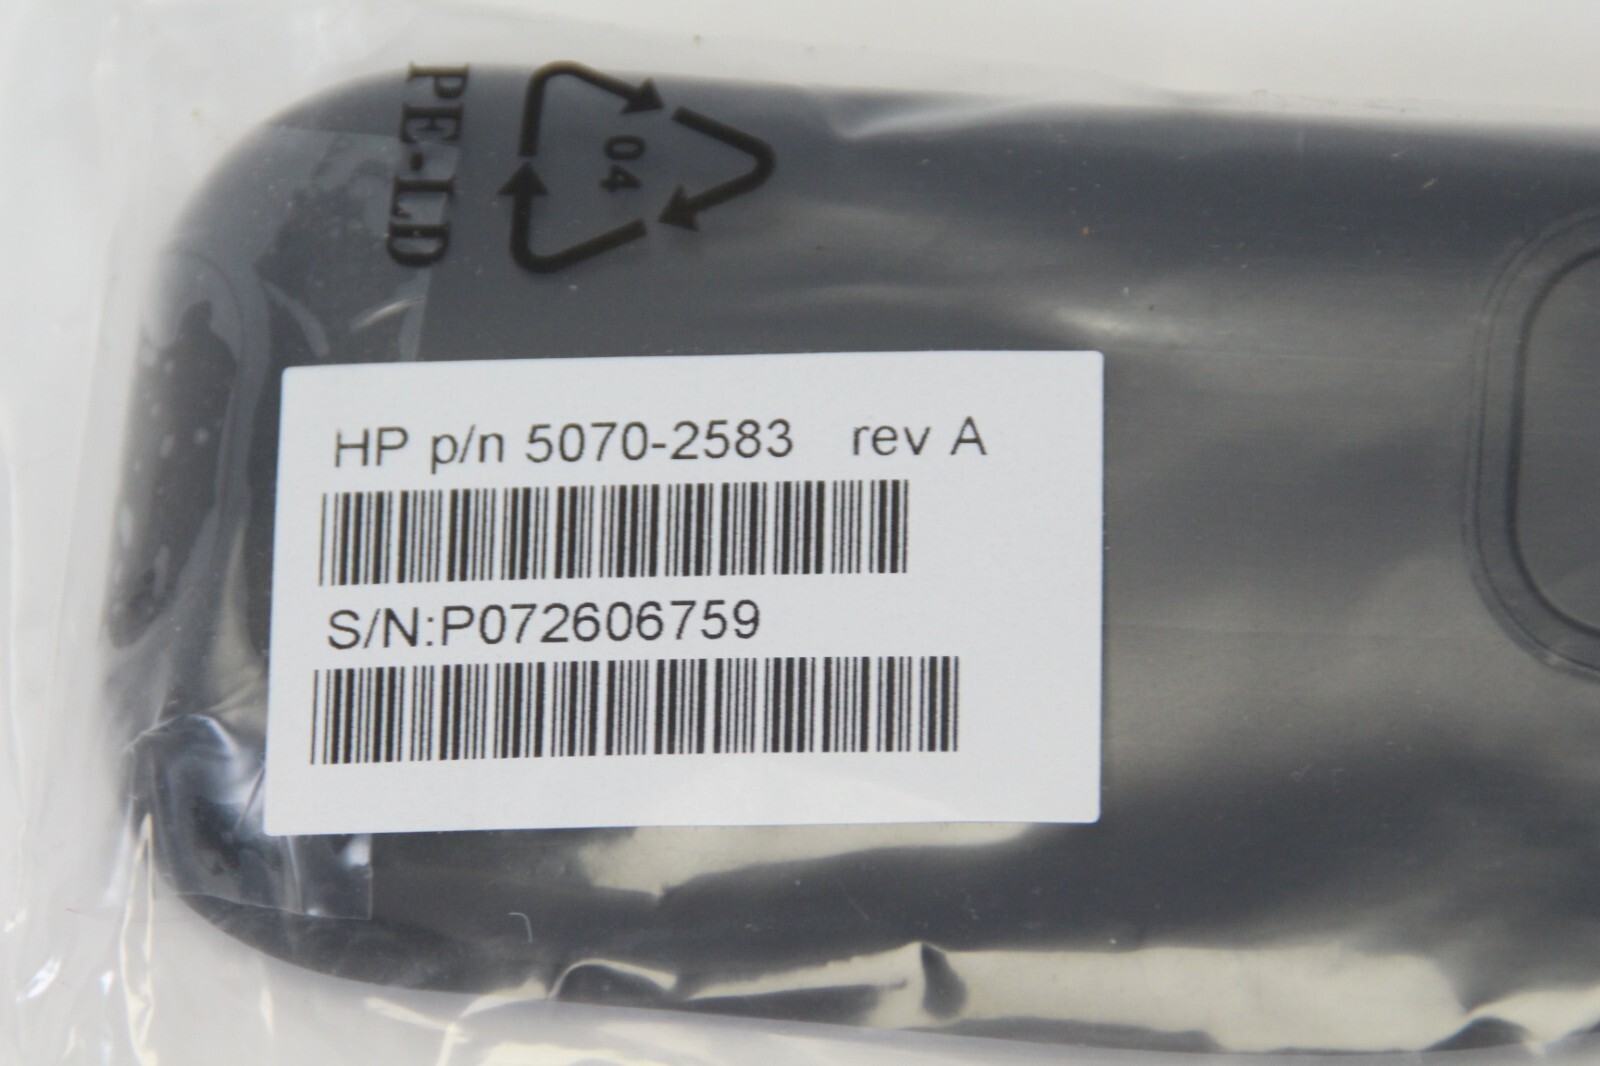 PE-LD
04
HP p/n 5070-2583 rev A
S/N:P072606759